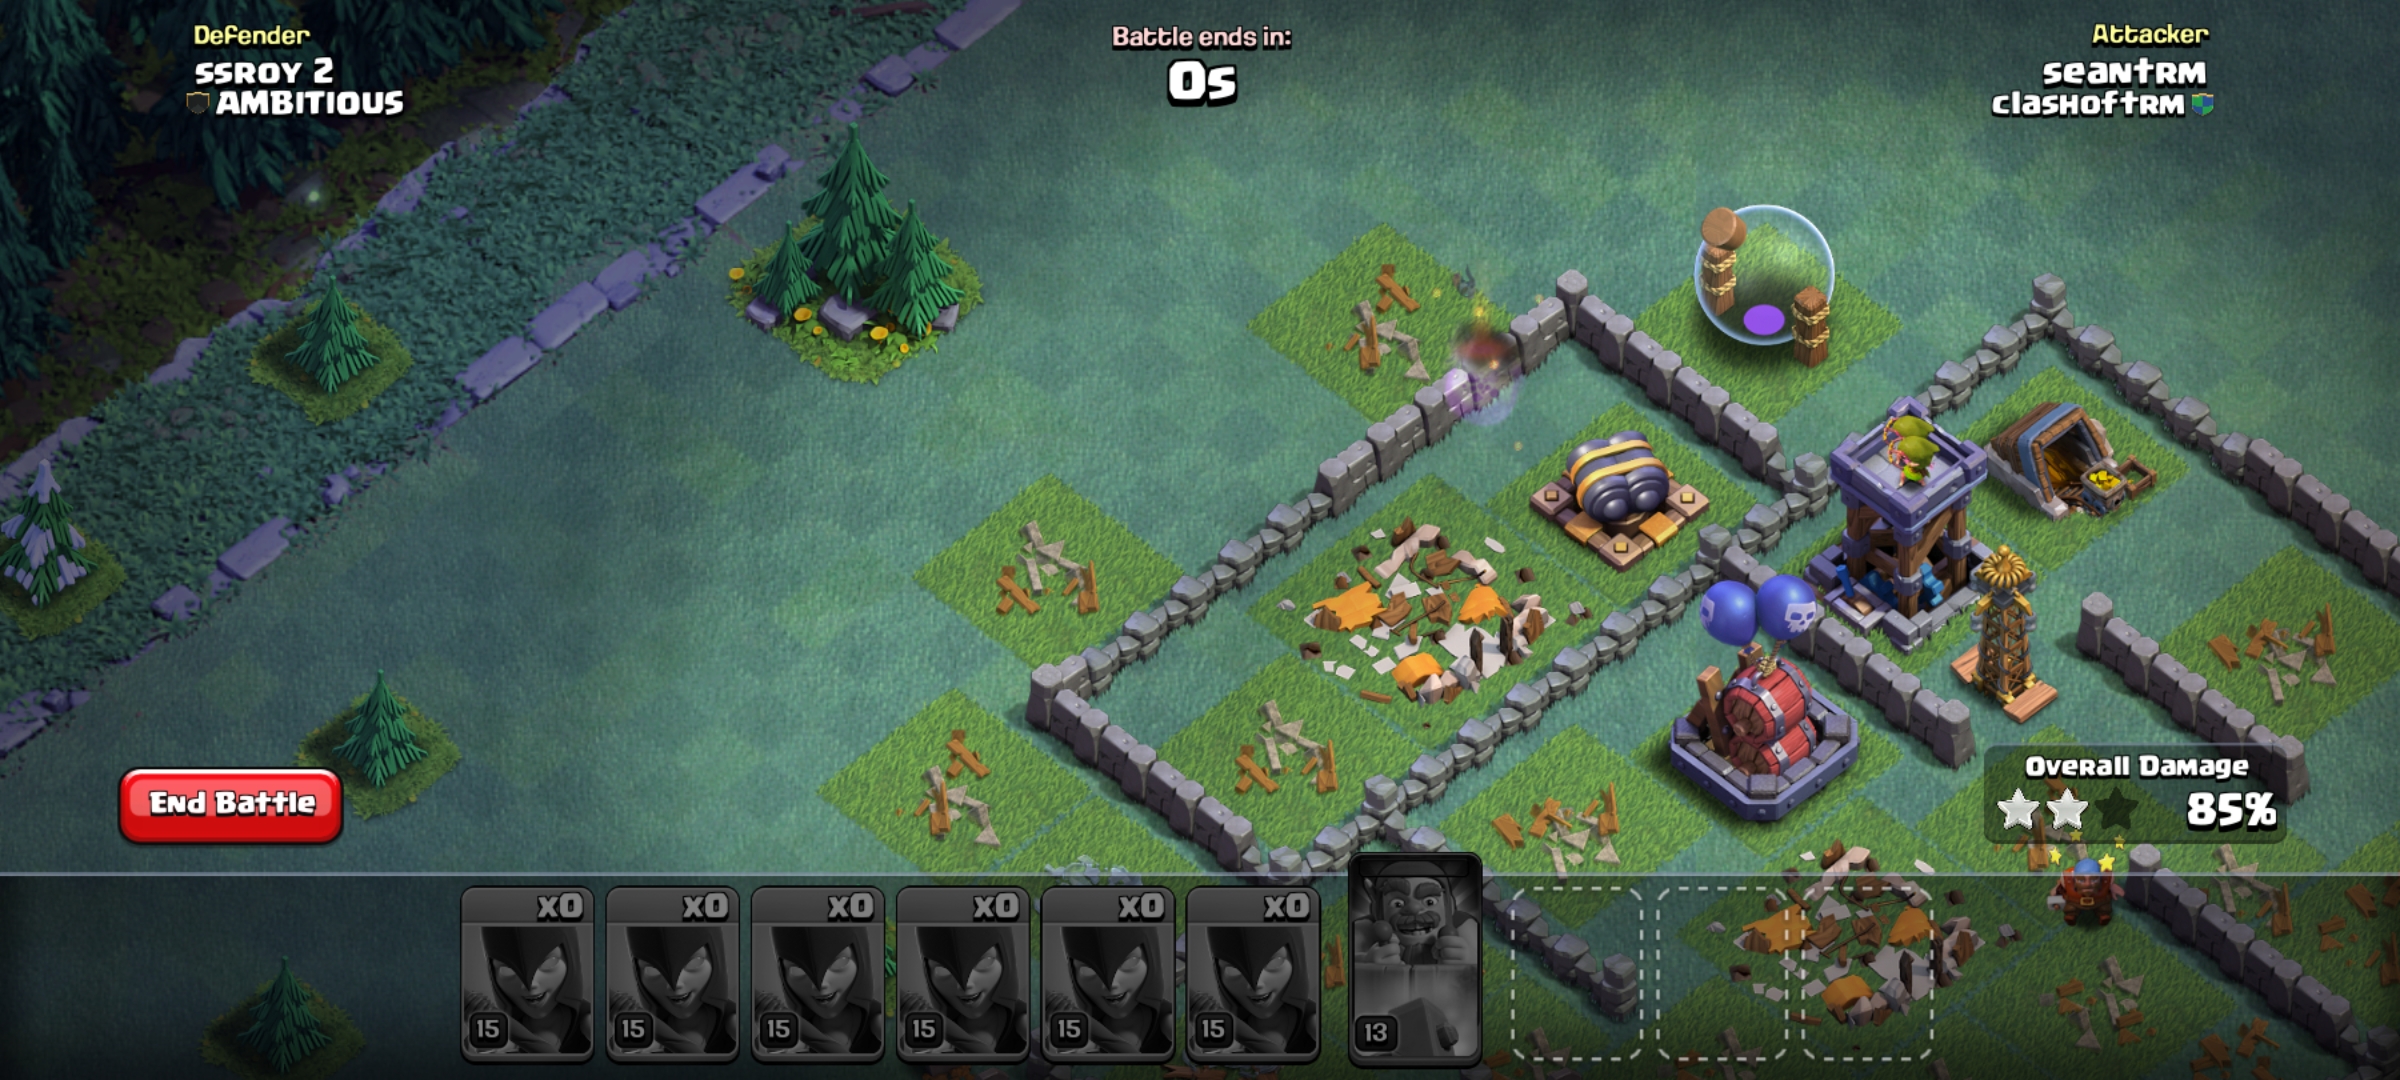 Defender
ssroy 2
AMBITIOUS
Battle ends in:
0s
Attacker
seantrm
clashoftrm
End Battle
Overall Damage
85%
x0
x0
x0
x0
x0
x0
15
15
15
15
15
15
13